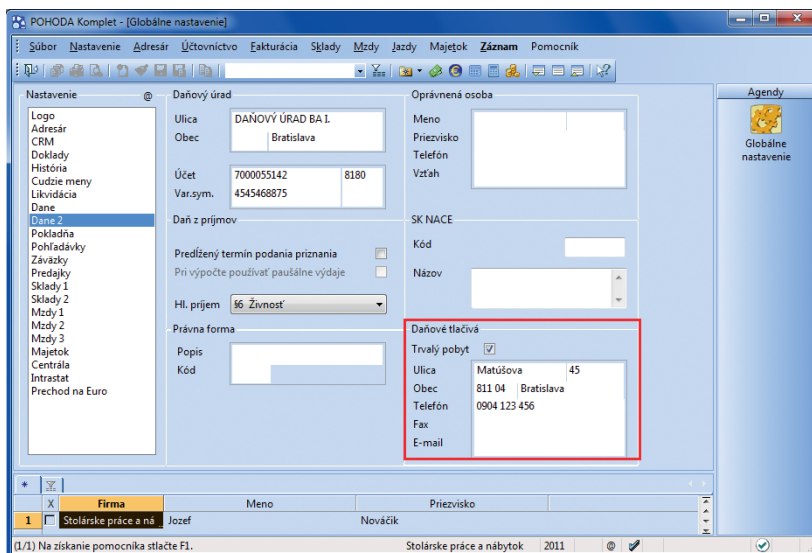 POHODA Komplet - [Globálne nastavenie]
Súbor Nastavenie Adresár Účtovníctvo Fakturácia Sklady Mzdy Jazdy Majetok Záznam Pomocník
Nastavenie @
Logo
Adresár
CRM
Doklady
História
Cudzie meny
Likvidácia
Dane
Dane 2
Pokladňa
Pohľadávky
Záväzky
Predajky
Sklady 1
Sklady 2
Mzdy 1
Mzdy 2
Mzdy 3
Majetok
Centrála
Intrastat
Prechod na Euro
Daňový úrad
Ulica DAŇOVÝ ÚRAD BA I.
Obec Bratislava
Účet 7000055142 8180
Var.sym. 4545468875
Daň z príjmov
Predĺžený termín podania priznania
Pri výpočte používať paušálne výdaje
Hl. príjem §6 Živnosť
Právna forma
Popis
Kód
Oprávnená osoba
Meno
Priezvisko
Telefón
Vzťah
SK NACE
Kód
Názov
Daňové tlačivá
Trvalý pobyt
Ulica Matúšova 45
Obec 811 04 Bratislava
Telefón 0904 123 456
Fax
E-mail
Agendy
Globálne
nastavenie
X Firma Meno Priezvisko
1 Stolárske práce a ná Jozef Nováčik
(1/1) Na získanie pomocníka stlačte F1. Stolárske práce a nábytok 2011 @